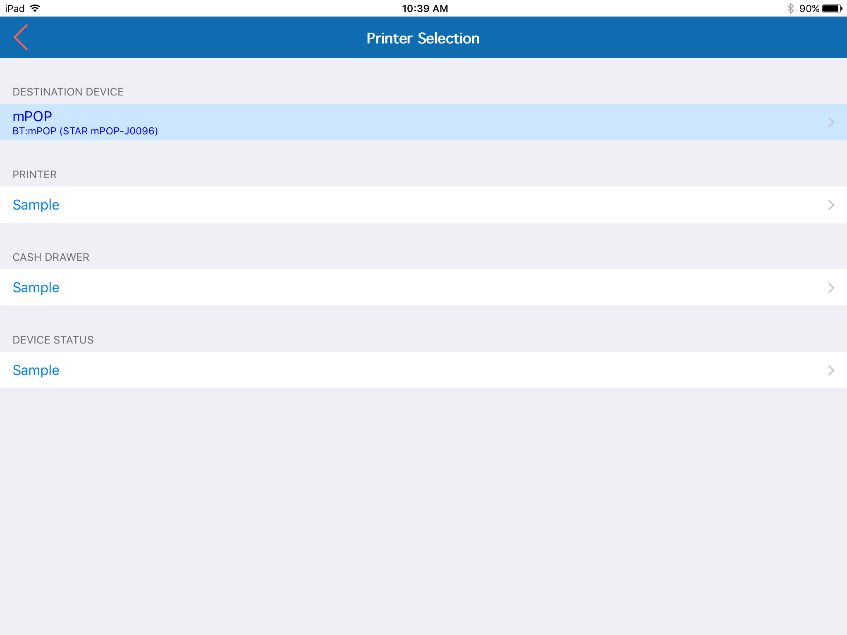 iPad 10:39 AM 90%
Printer Selection
DESTINATION DEVICE
mPOP
BT:mPOP (STAR mPOP-J0096)
PRINTER
Sample
CASH DRAWER
Sample
DEVICE STATUS
Sample